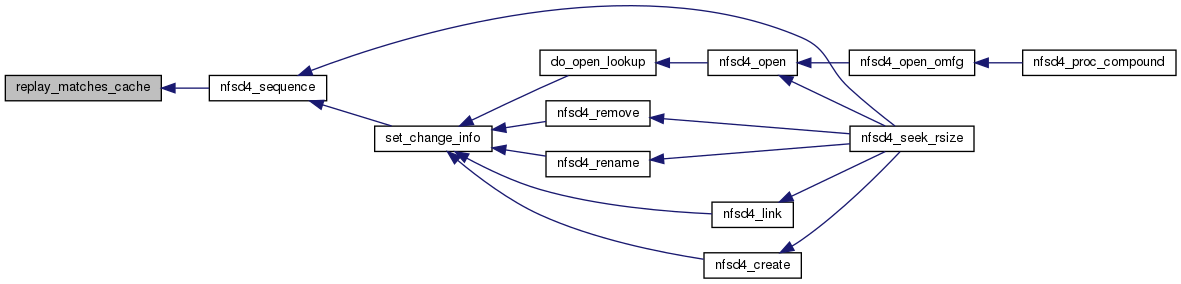 replay_matches_cache
nfsd4_sequence
set_change_info
do_open_lookup
nfsd4_open
nfsd4_open_omfg
nfsd4_proc_compound
nfsd4_remove
nfsd4_seek_rsize
nfsd4_rename
nfsd4_link
nfsd4_create